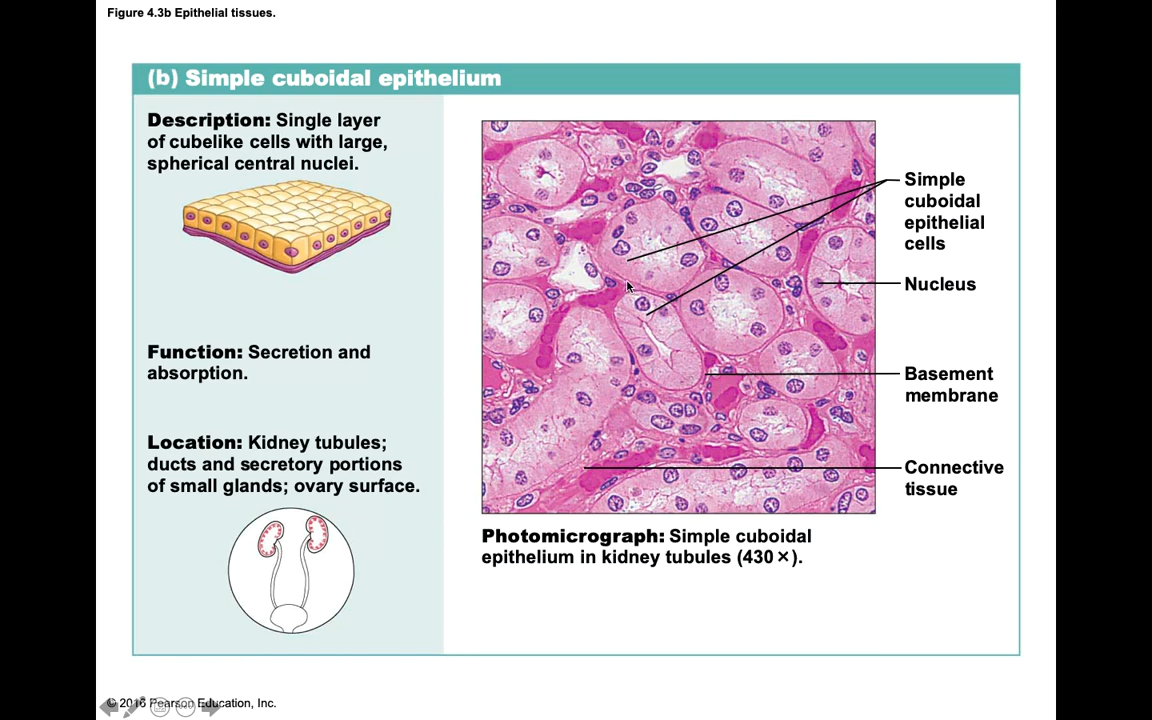 Figure 4.3b Epithelial tissues.
(b) Simple cuboidal epithelium
Description: Single layer
of cubelike cells with large,
spherical central nuclei.
Function: Secretion and
absorption.
Location: Kidney tubules;
ducts and secretory portions
of small glands; ovary surface.
Simple
cuboidal
epithelial
cells
Nucleus
Basement
membrane
Connective
tissue
Photomicrograph: Simple cuboidal
epithelium in kidney tubules (430×).
© 2016 Pearson Education, Inc.